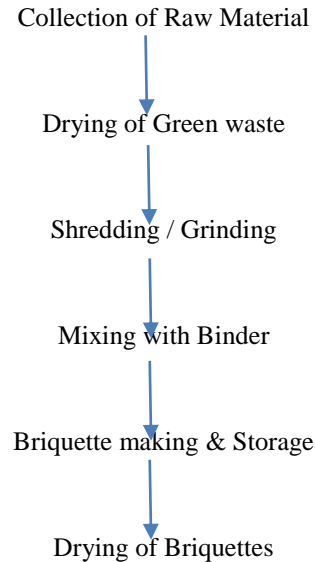 Collection of Raw Material
Drying of Green waste
Shredding / Grinding
Mixing with Binder
Briquette making & Storage
Drying of Briquettes